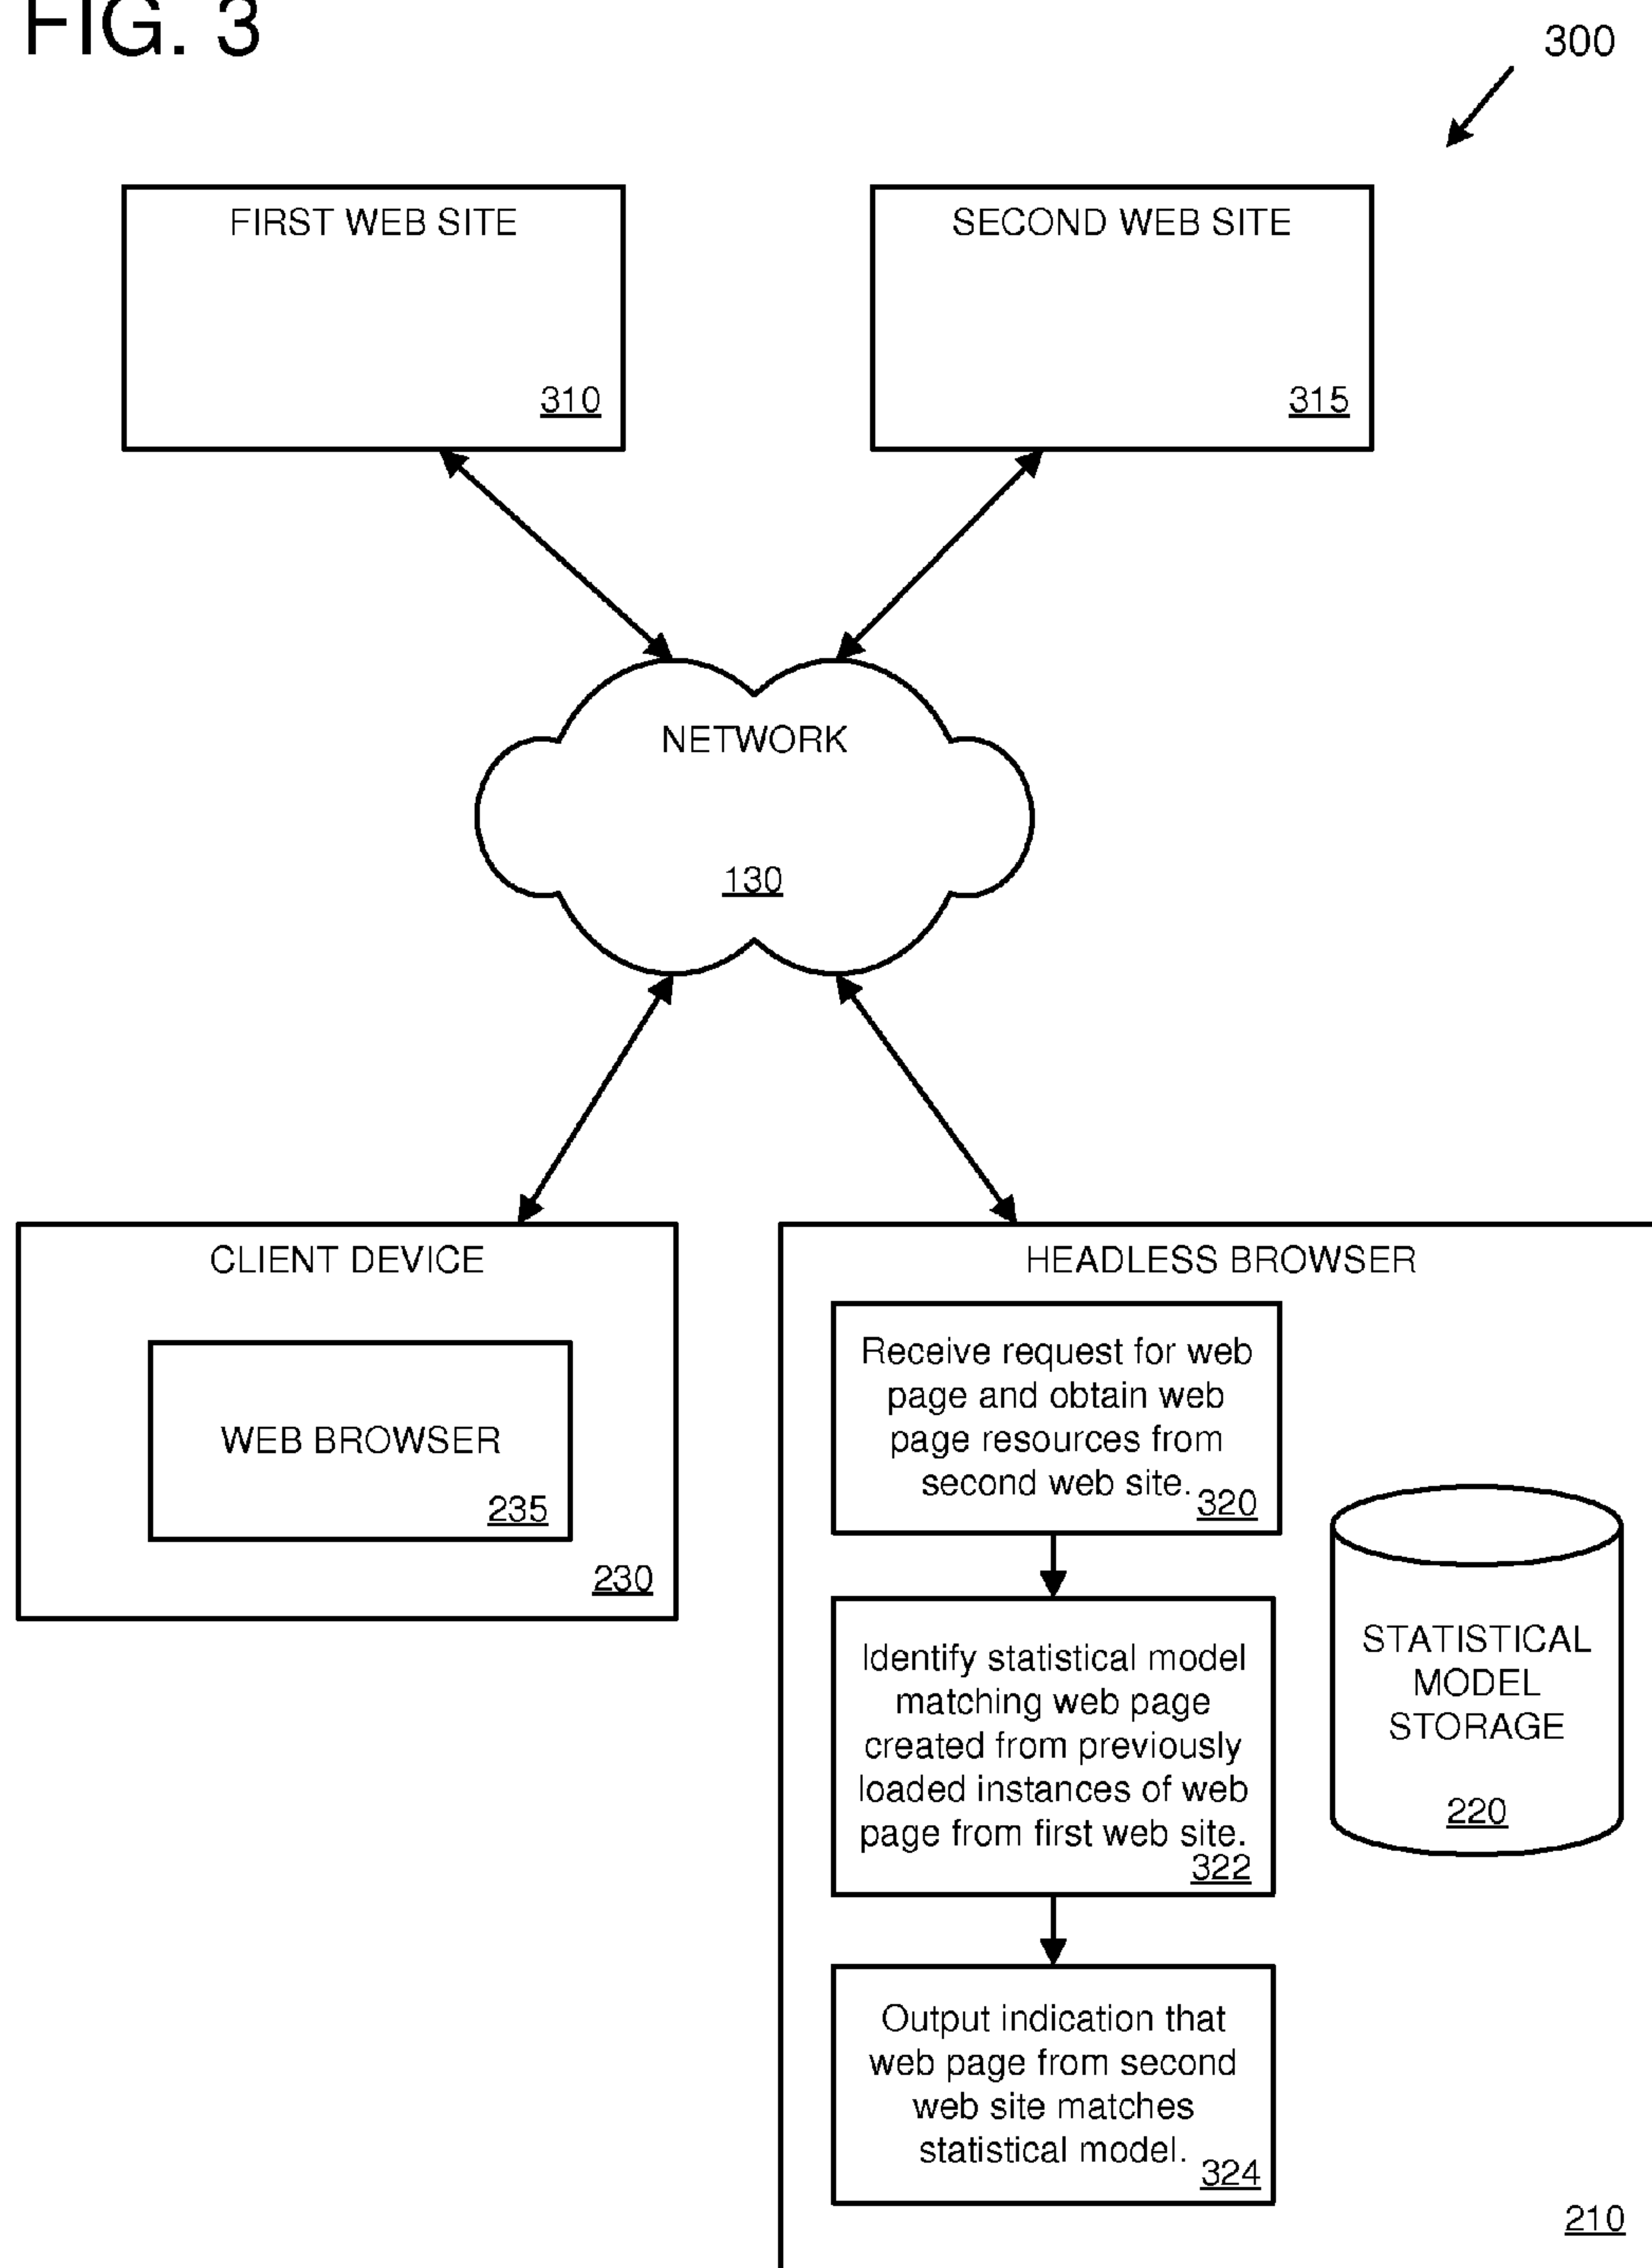 FIG. 3
300
FIRST WEB SITE
310
SECOND WEB SITE
315
NETWORK
130
CLIENT DEVICE
WEB BROWSER
235
230
HEADLESS BROWSER
Receive request for web
page and obtain web
page resources from
second web site.
320
Identify statistical model
matching web page
created from previously
loaded instances of web
page from first web site.
322
Output indication that
web page from second
web site matches
statistical model.
324
STATISTICAL
MODEL
STORAGE
220
210